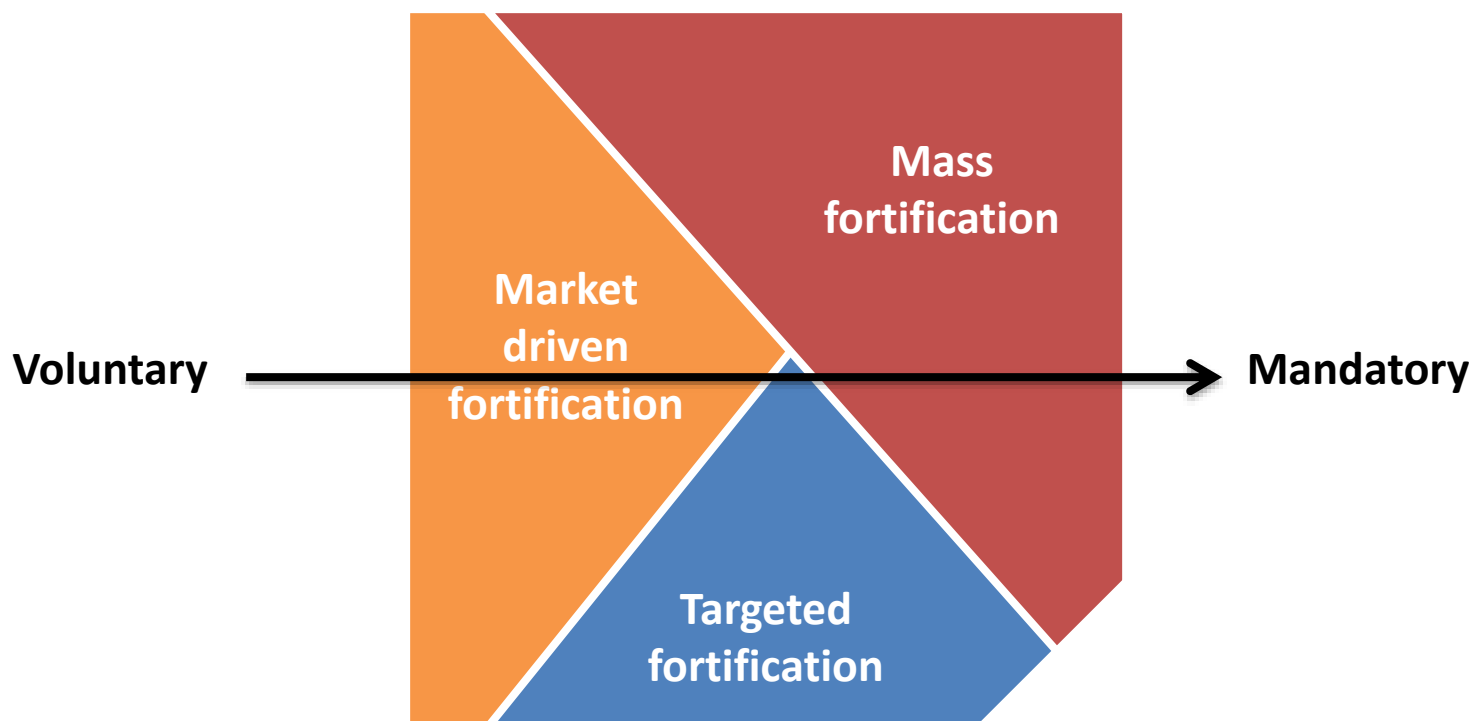 Mass
fortification
Market
driven
fortification
Voluntary
Mandatory
Targeted
fortification